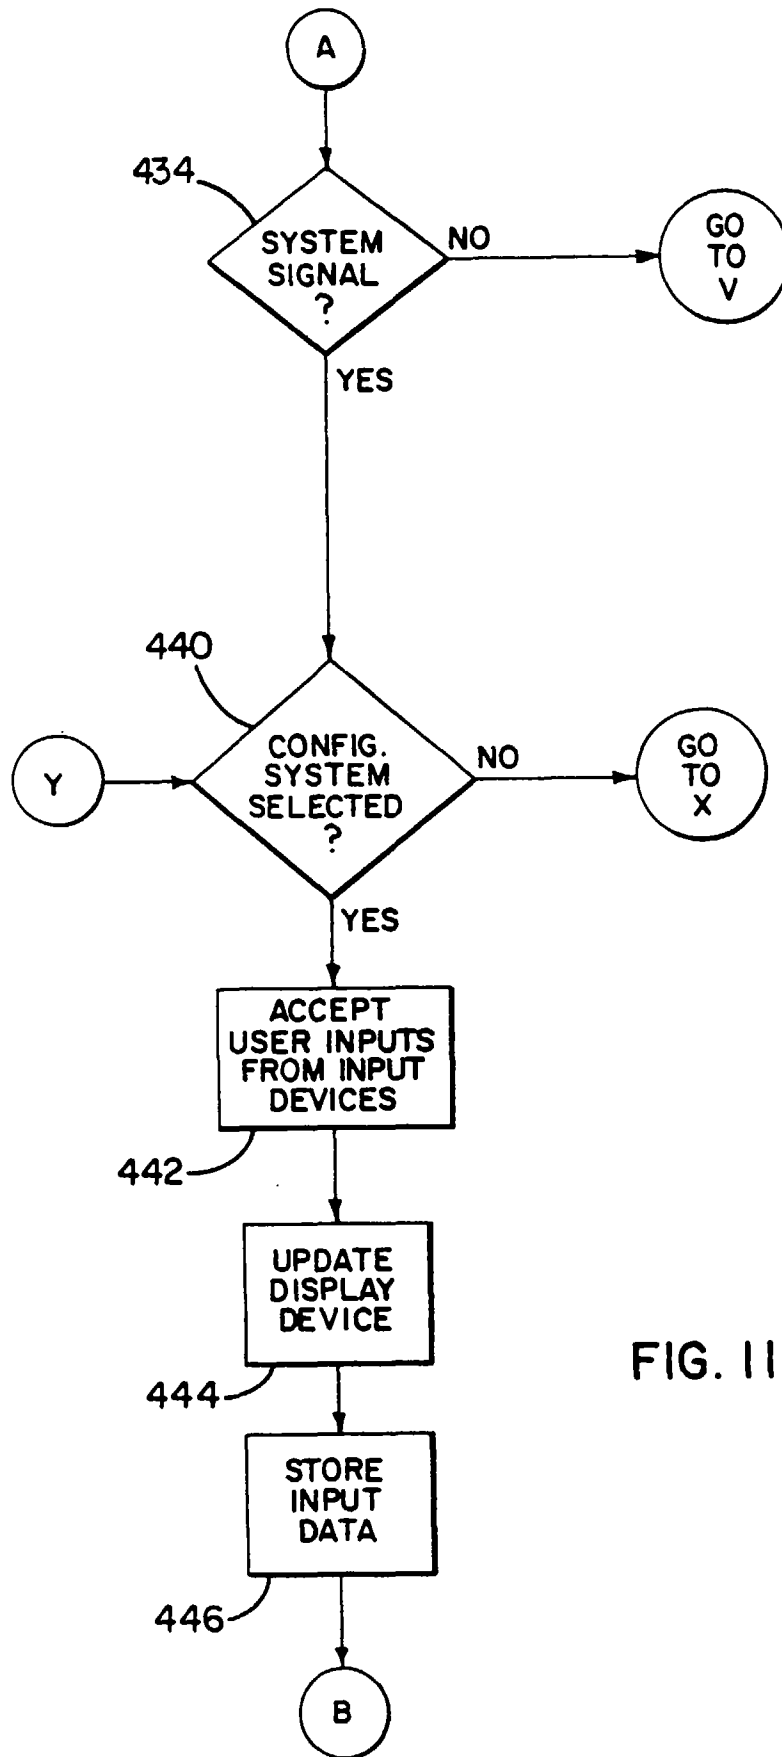 A
434
SYSTEM
SIGNAL
?
NO
GO
TO
V
YES
440
CONFIG.
SYSTEM
SELECTED
?
Y
NO
GO
TO
X
YES
ACCEPT
USER INPUTS
FROM INPUT
DEVICES
442
UPDATE
DISPLAY
DEVICE
444
FIG. 11
STORE
INPUT
DATA
446
B